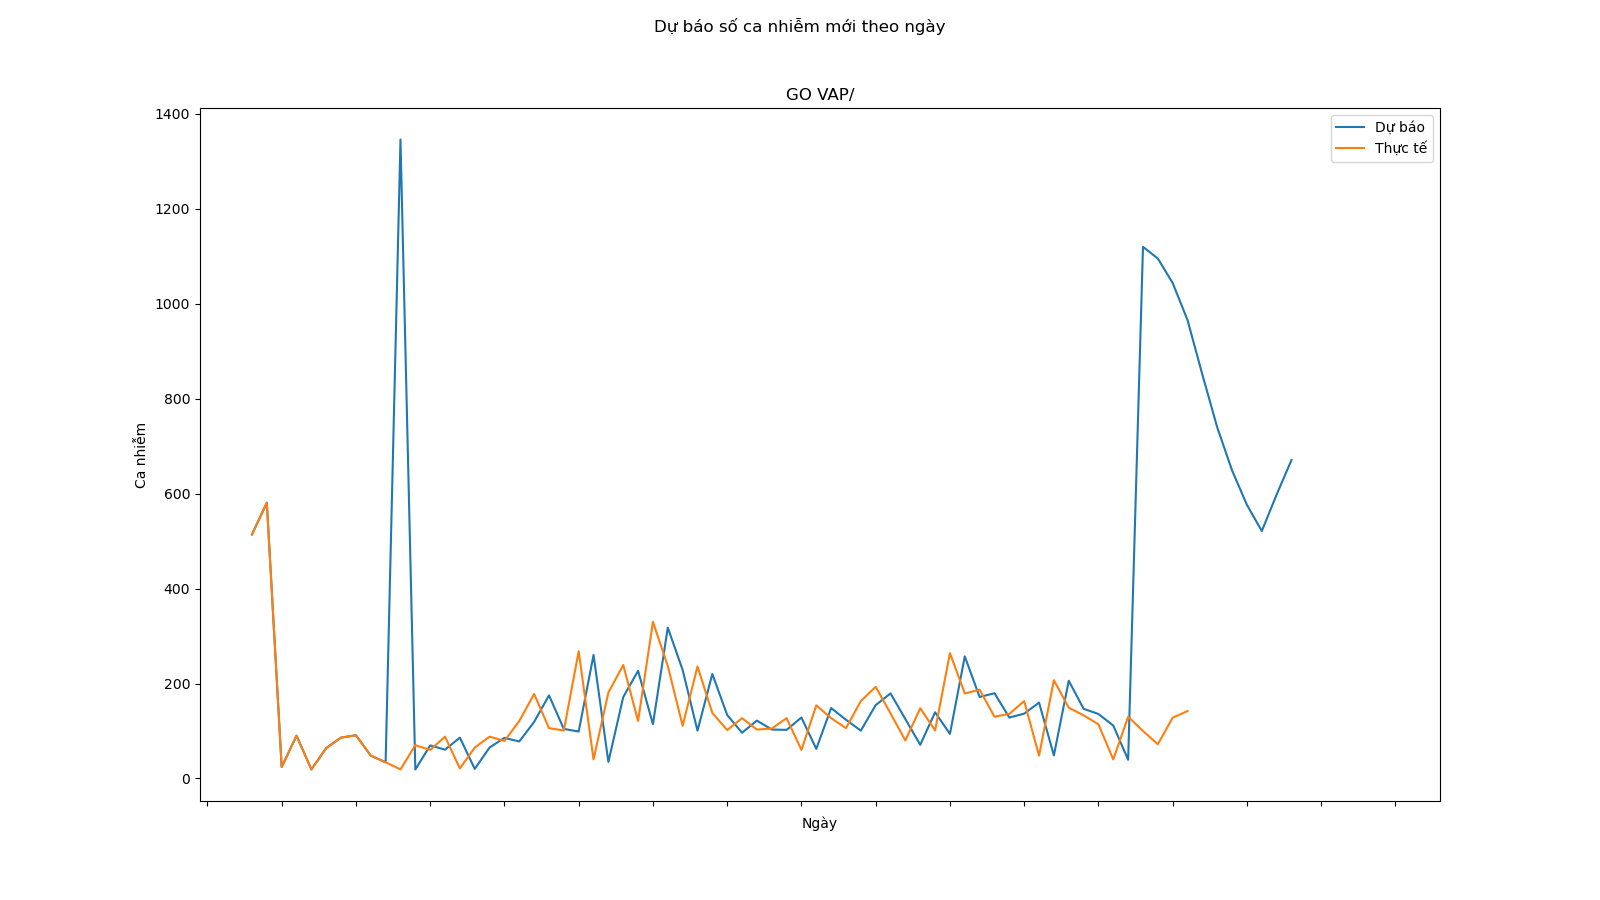 Dự báo số ca nhiễm mới theo ngày
GO VAP/
1400
1200
1000
800
600
400
200
0
Ca nhiễm
Ngày
Dự báo
Thực tế